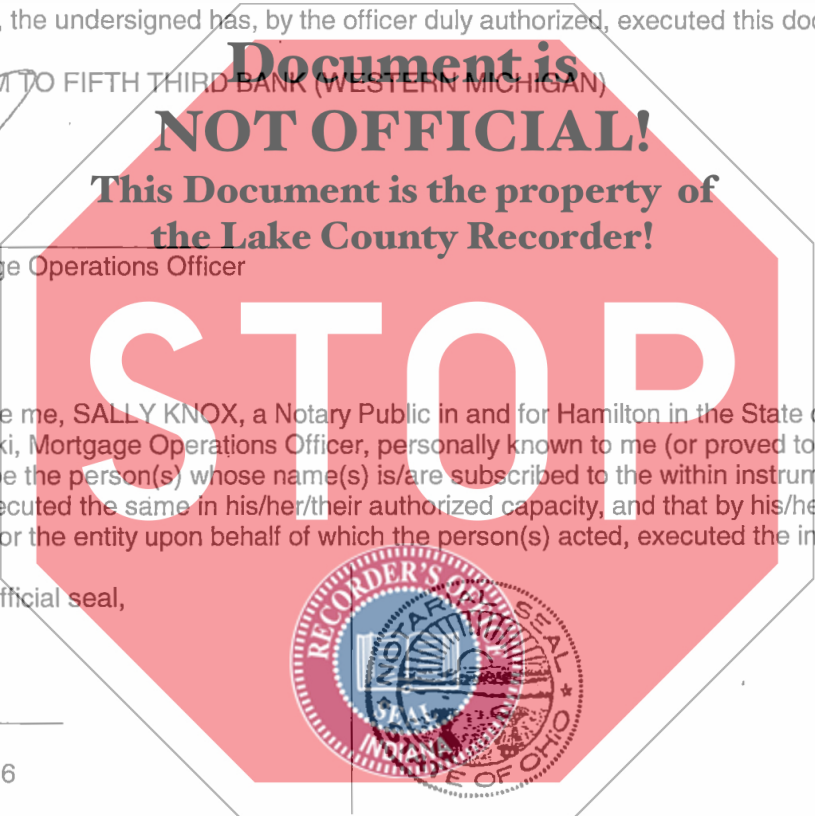 , the undersigned has, by the officer duly authorized, executed this doc
Document is
M TO FIFTH THIRD BANK (WESTERN MICHIGAN)
NOT OFFICIAL!
This Document is the property of
the Lake County Recorder!
ge Operations Officer
STOP
e me, SALLY KNOX, a Notary Public in and for Hamilton in the State o
ki, Mortgage Operations Officer, personally known to me (or proved to
be the person(s) whose name(s) is/are subscribed to the within instrum
ecuted the same in his/her/their authorized capacity, and that by his/he
or the entity upon behalf of which the person(s) acted, executed the in
fficial seal,
RECORDER'S OFFICE
SEAL
INDIANA
NOTARY SEAL
OF OHIO
6